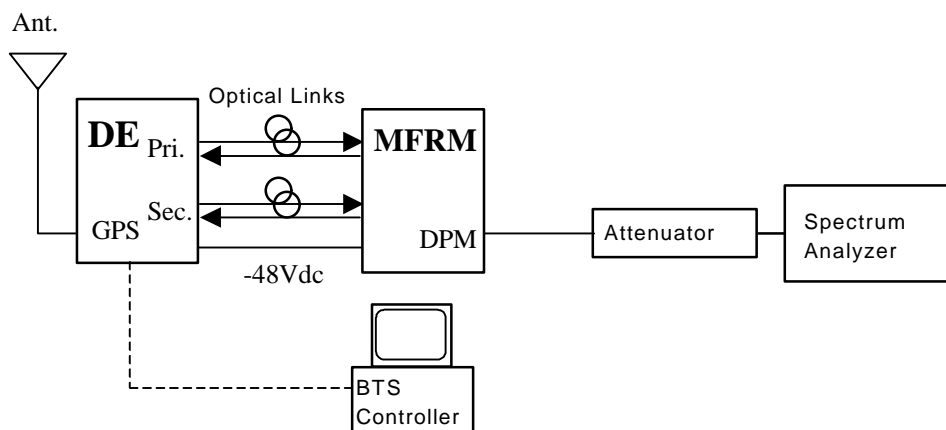 Ant.
Optical Links
DE
Pri.
MFRM
Sec.
GPS
DPM
Attenuator
Spectrum
Analyzer
-48Vdc
BTS
Controller